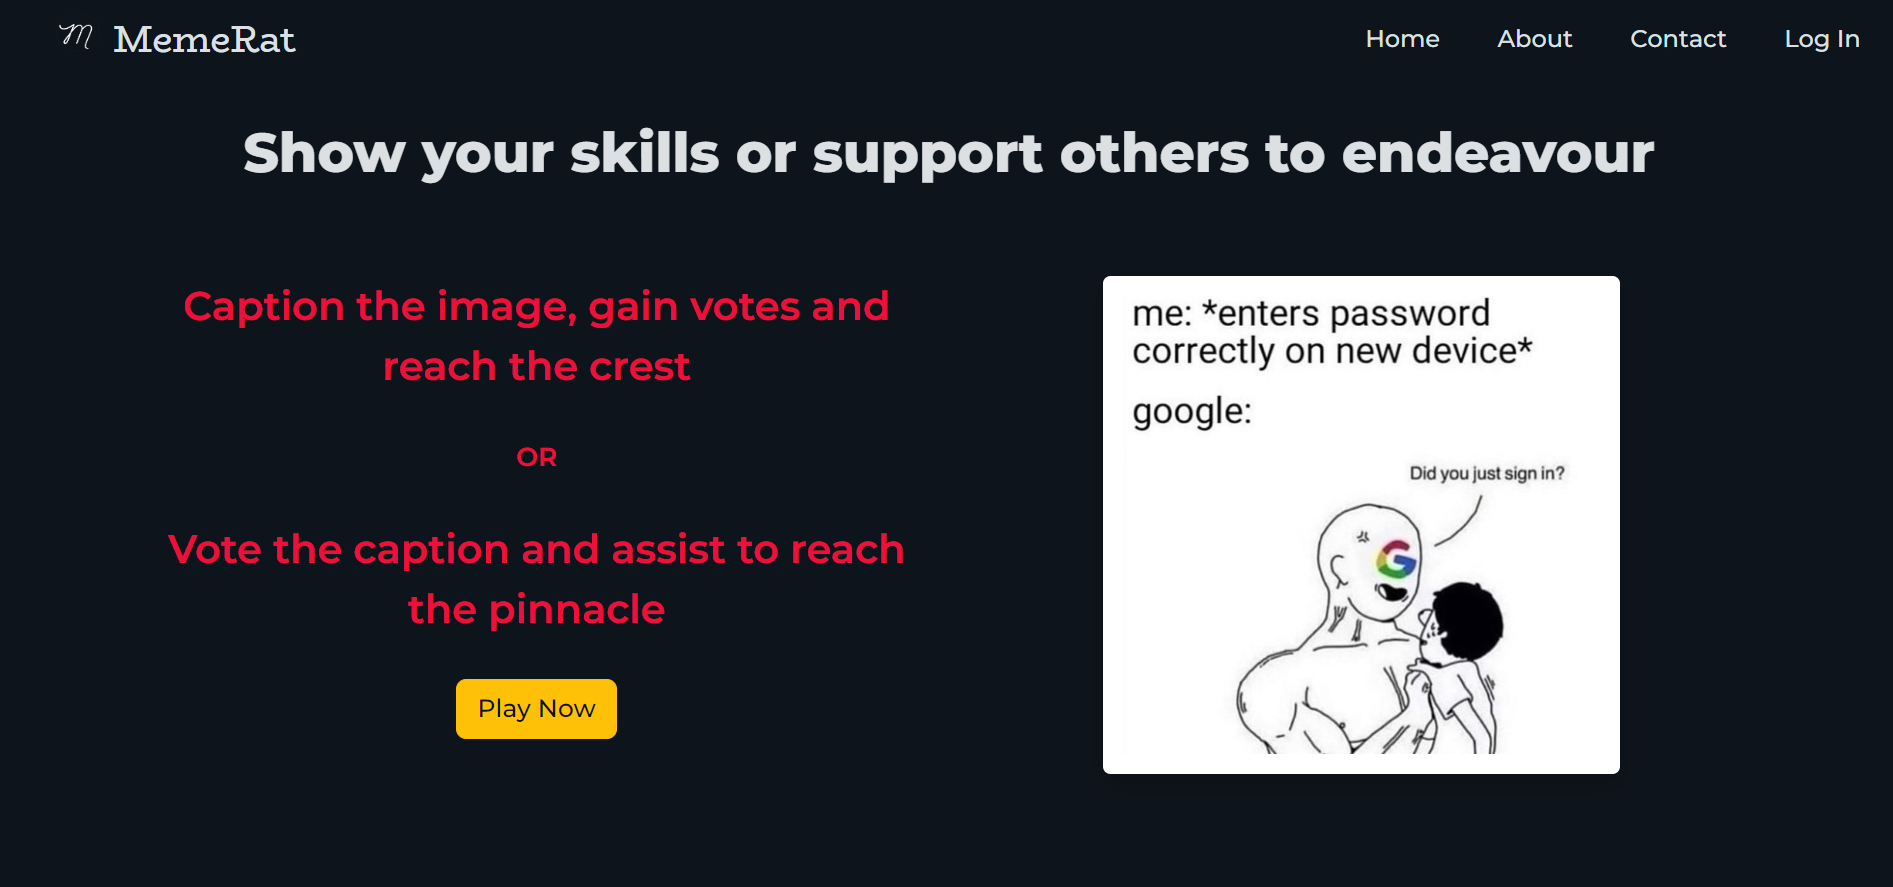 M MemeRat
Home About Contact Log In
Show your skills or support others to endeavour
Caption the image, gain votes and
reach the crest
OR
Vote the caption and assist to reach
the pinnacle
Play Now
me: *enters password
correctly on new device*
google:
Did you just sign in?
G